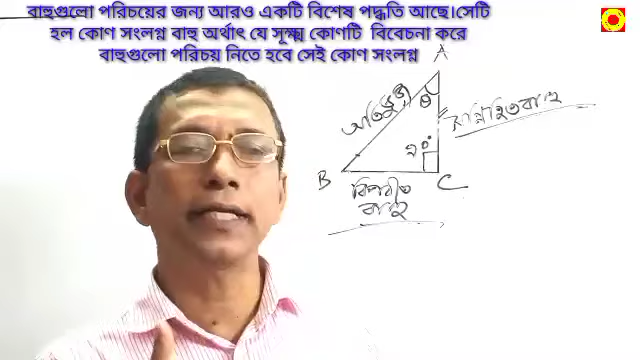 বাহুগুলো পরিচয়ের জন্য আরও একটি বিশেষ পদ্ধতি আছে।সেটি
হল কোণ সংলগ্ন বাহু অর্থাৎ যে সূক্ষ্ম কোণটি বিবেচনা করে
বাহুগুলো পরিচয় নিতে হবে সেই কোণ সংলগ্ন
A
θ
অতিভুজ
সন্নিহিত বাহু
৯০°
B
C
বিপরীত
বাহু